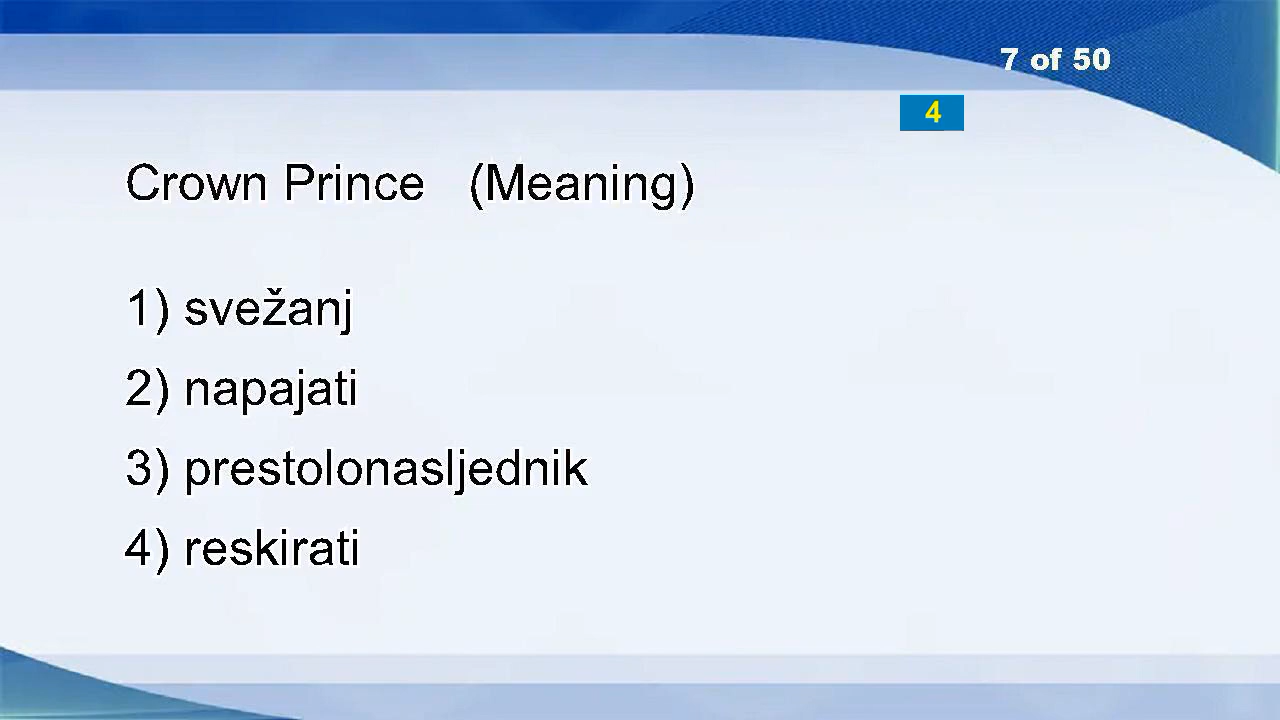 7 of 50
4
Crown Prince (Meaning)
1) svežanj
2) napajati
3) prestolonasljednik
4) reskirati